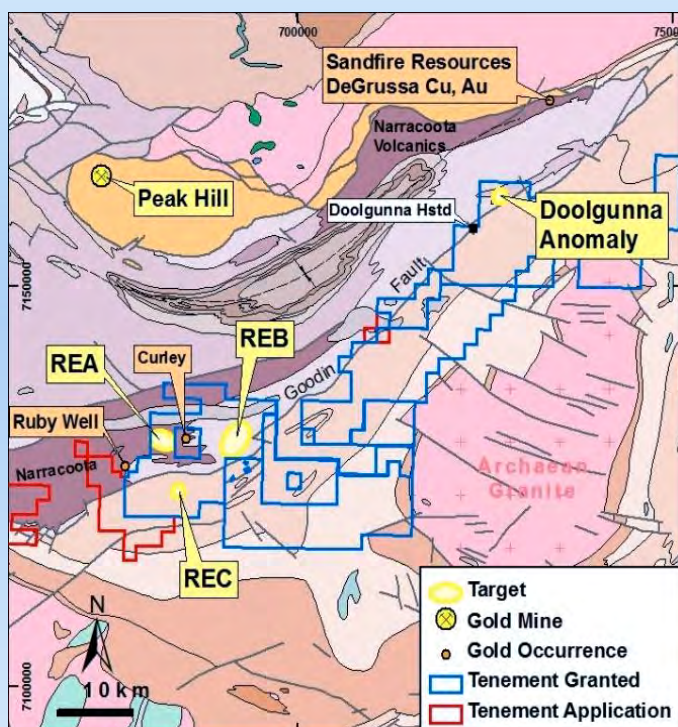 700000
7500
Sandfire Resources
DeGrussa Cu, Au
Narracoota
Volcanics
Peak Hill
Doolgunna Hstd
Doolgunna
Anomaly
7150000
Fault
Goodin
REA
Curley
REB
Ruby Well
Narracoota
Archaean
Granite
REC
N
10 km
7100000
Target
Gold Mine
Gold Occurrence
Tenement Granted
Tenement Application